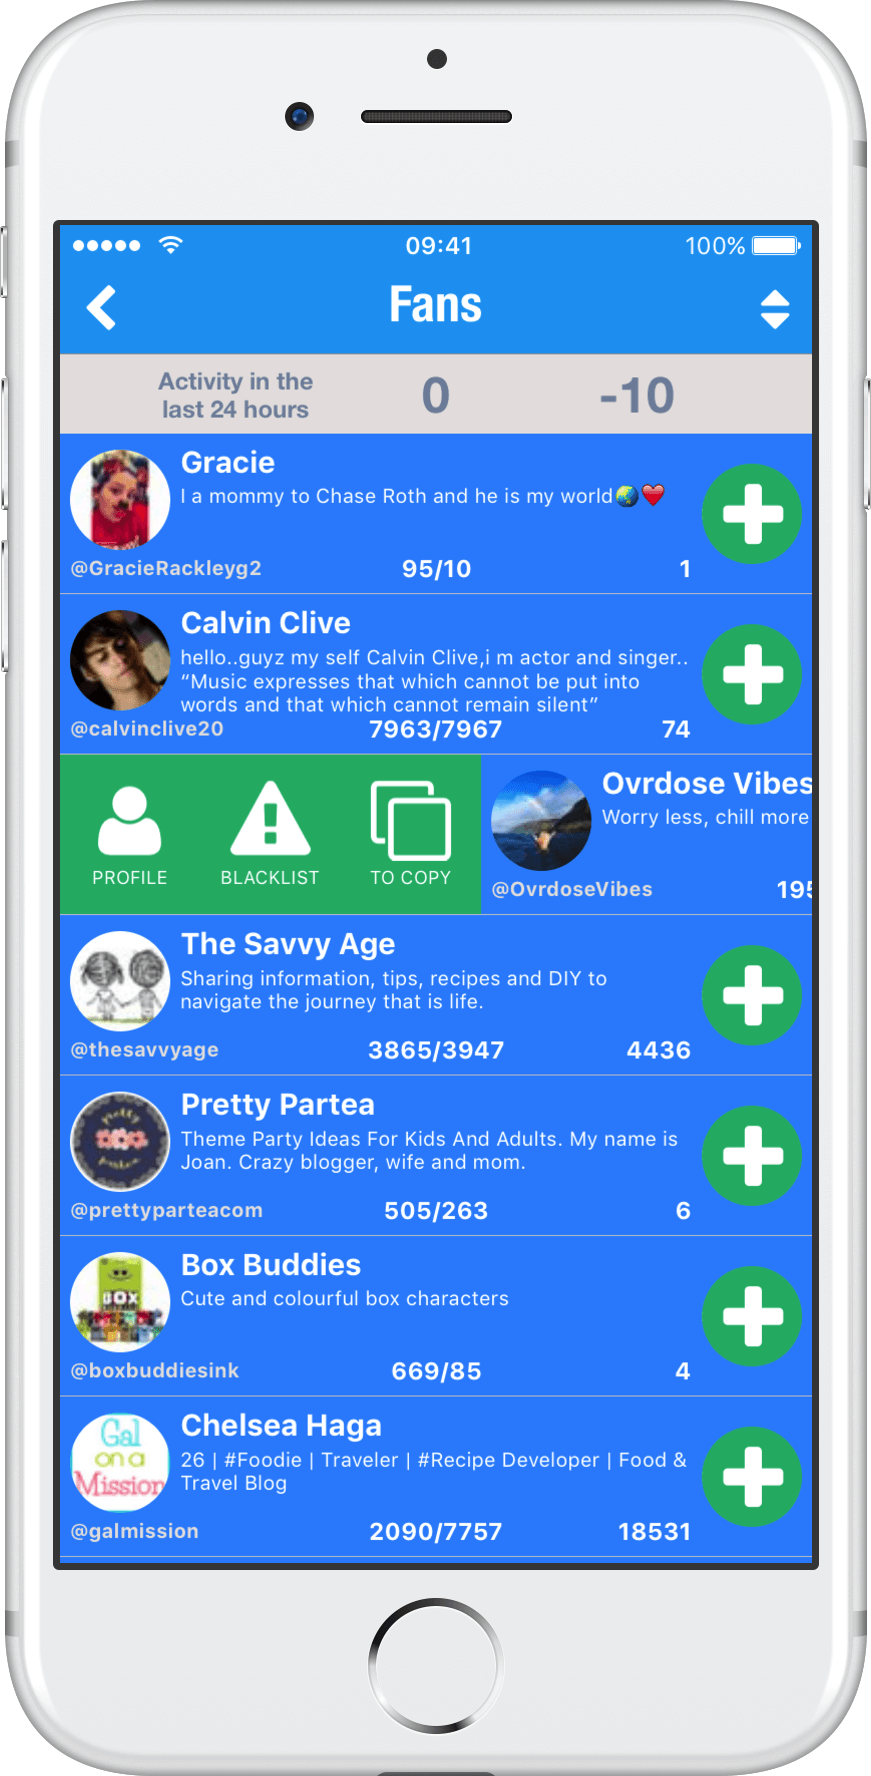 09:41
100%
Fans
Activity in the
last 24 hours
0
-10
Gracie
I a mommy to Chase Roth and he is my world🌏❤️
@GracieRackleyg2
95/10
1
Calvin Clive
hello..guyz my self Calvin Clive,i m actor and singer..
“Music expresses that which cannot be put into
words and that which cannot remain silent”
@calvinclive20
7963/7967
74
PROFILE
BLACKLIST
TO COPY
Ovrdose Vibes
Worry less, chill more
@OvrdoseVibes
195
The Savvy Age
Sharing information, tips, recipes and DIY to
navigate the journey that is life.
@thesavvyage
3865/3947
4436
pretty
partea
Pretty Partea
Theme Party Ideas For Kids And Adults. My name is
Joan. Crazy blogger, wife and mom.
@prettyparteacom
505/263
6
BOX
Box Buddies
Cute and colourful box characters
@boxbuddiesink
669/85
4
Gal
on a
Mission
Chelsea Haga
26 | #Foodie | Traveler | #Recipe Developer | Food &
Travel Blog
@galmission
2090/7757
18531